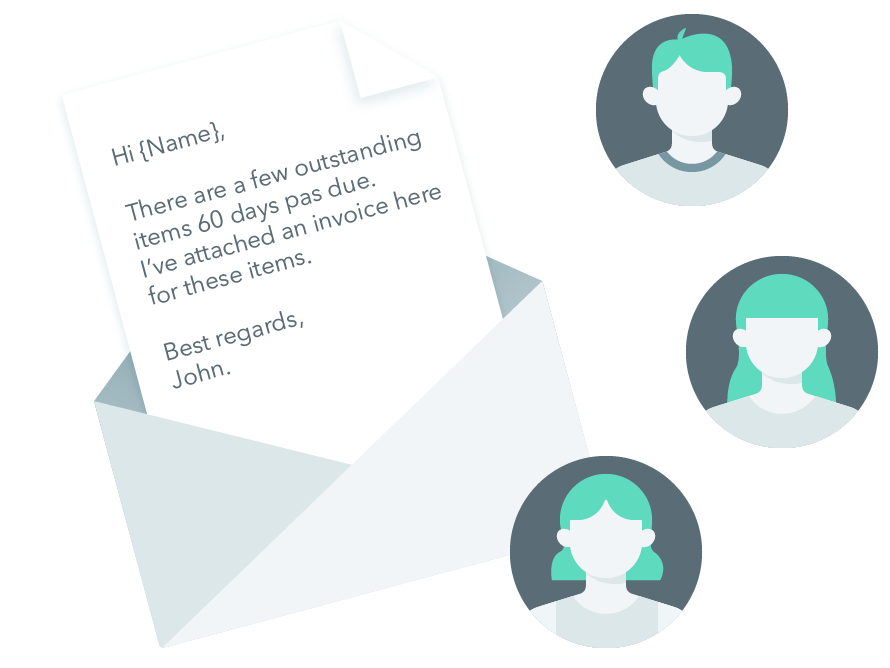 Hi {Name},
There are a few outstanding
items 60 days pas due.
I've attached an invoice here
for these items.
Best regards,
John.